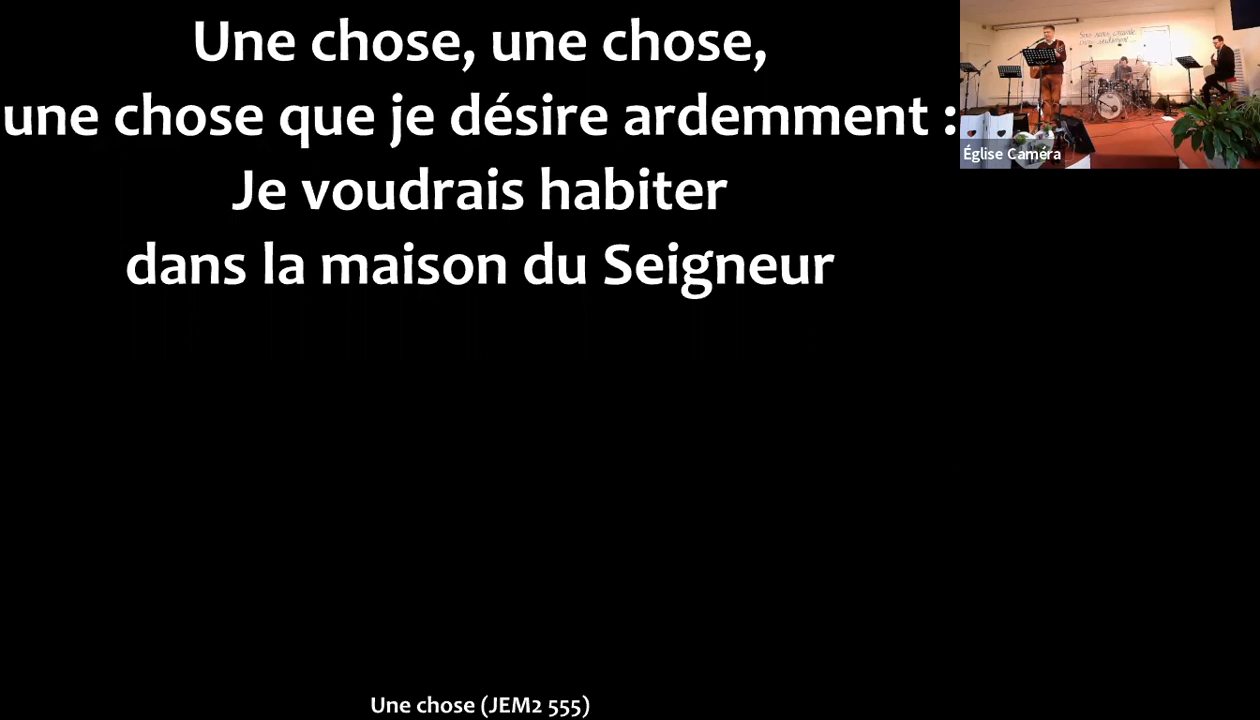 Une chose, une chose,
une chose que je désire ardemment :
Je voudrais habiter
dans la maison du Seigneur
Église Caméra
Une chose (JEM2 555)